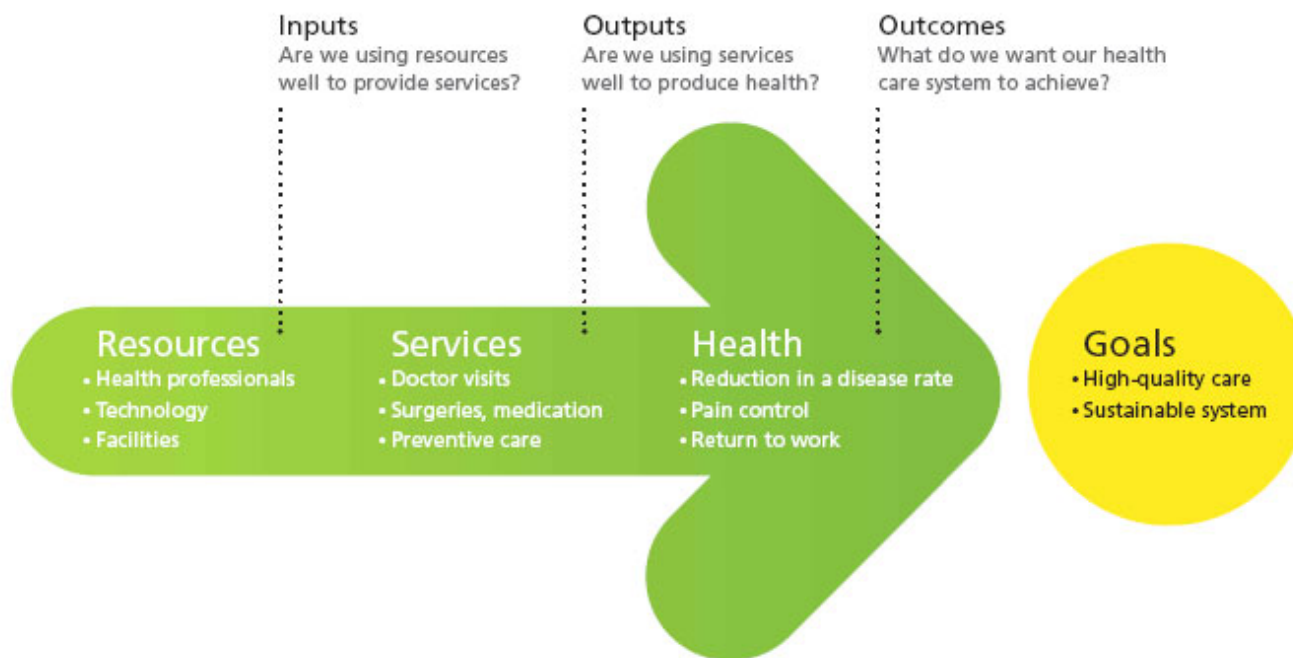 Inputs
Are we using resources
well to provide services?
Outputs
Are we using services
well to produce health?
Outcomes
What do we want our health
care system to achieve?
Resources
• Health professionals
• Technology
• Facilities
Services
• Doctor visits
• Surgeries, medication
• Preventive care
Health
• Reduction in a disease rate
• Pain control
• Return to work
Goals
• High-quality care
• Sustainable system